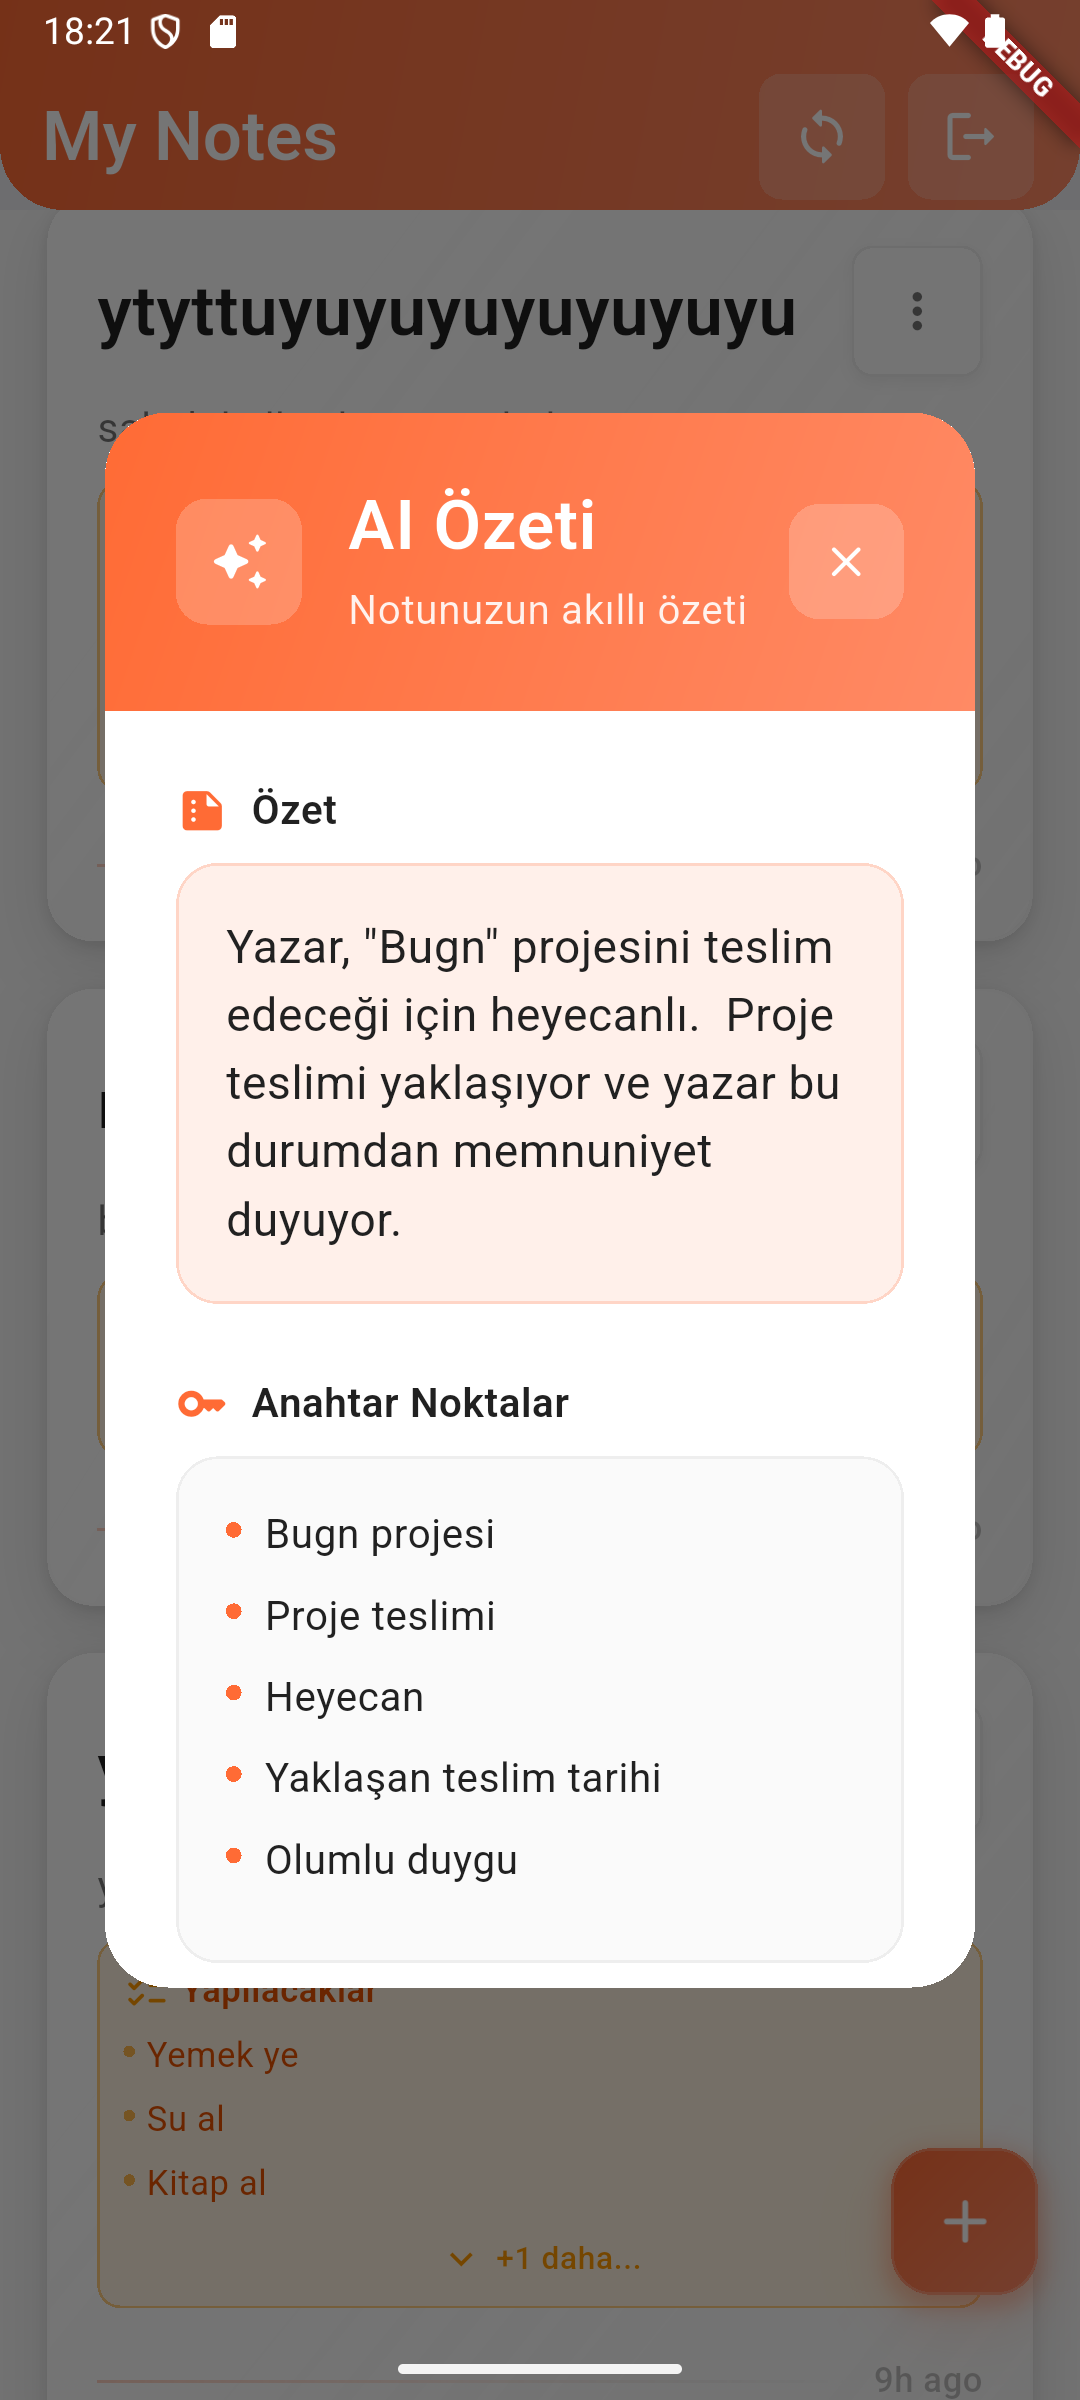 18:21
DEBUG
My Notes
ytyttuyuyuyuyuyuyuyu
AI Özeti
Notunuzun akıllı özeti
Özet
Yazar, "Bugn" projesini teslim
edeceği için heyecanlı.  Proje
teslimi yaklaşıyor ve yazar bu
durumdan memnuniyet
duyuyor.
Anahtar Noktalar
Bugn projesi
Proje teslimi
Heyecan
Yaklaşan teslim tarihi
Olumlu duygu
Yapılacaklar
Yemek ye
Su al
Kitap al
+1 daha...
9h ago